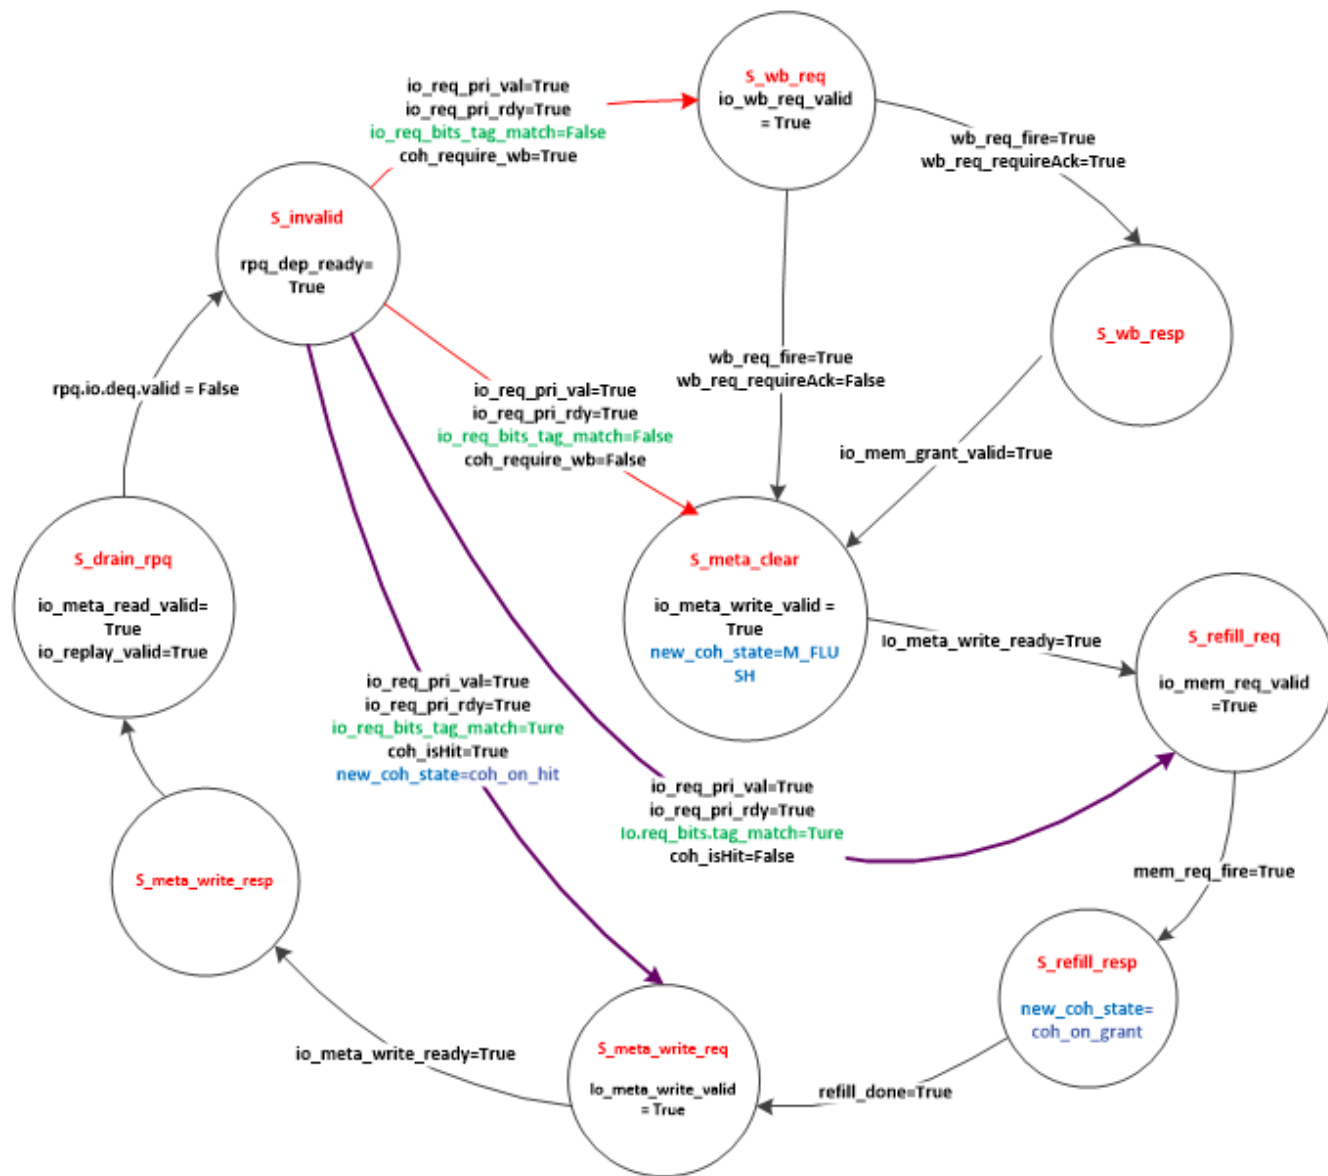 io_req_pri_val=True
io_req_pri_rdy=True
io_req_bits_tag_match=False
coh_require_wb=True
S_wb_req
io_wb_req_valid
= True
wb_req_fire=True
wb_req_requireAck=True
S_invalid
rpq_dep_ready=
True
S_wb_resp
rpq.io.deq.valid = False
io_req_pri_val=True
io_req_pri_rdy=True
io_req_bits_tag_match=False
coh_require_wb=False
wb_req_fire=True
wb_req_requireAck=False
io_mem_grant_valid=True
S_drain_rpq
io_meta_read_valid=
True
io_replay_valid=True
S_meta_clear
io_meta_write_valid =
True
new_coh_state=M_FLU
SH
Io_meta_write_ready=True
S_refill_req
io_mem_req_valid
=True
io_req_pri_val=True
io_req_pri_rdy=True
io_req_bits_tag_match=Ture
coh_isHit=True
new_coh_state=coh_on_hit
io_req_pri_val=True
io_req_pri_rdy=True
Io.req_bits.tag_match=Ture
coh_isHit=False
mem_req_fire=True
S_meta_write_resp
S_refill_resp
new_coh_state=
coh_on_grant
io_meta_write_ready=True
S_meta_write_req
Io_meta_write_valid
= True
refill_done=True